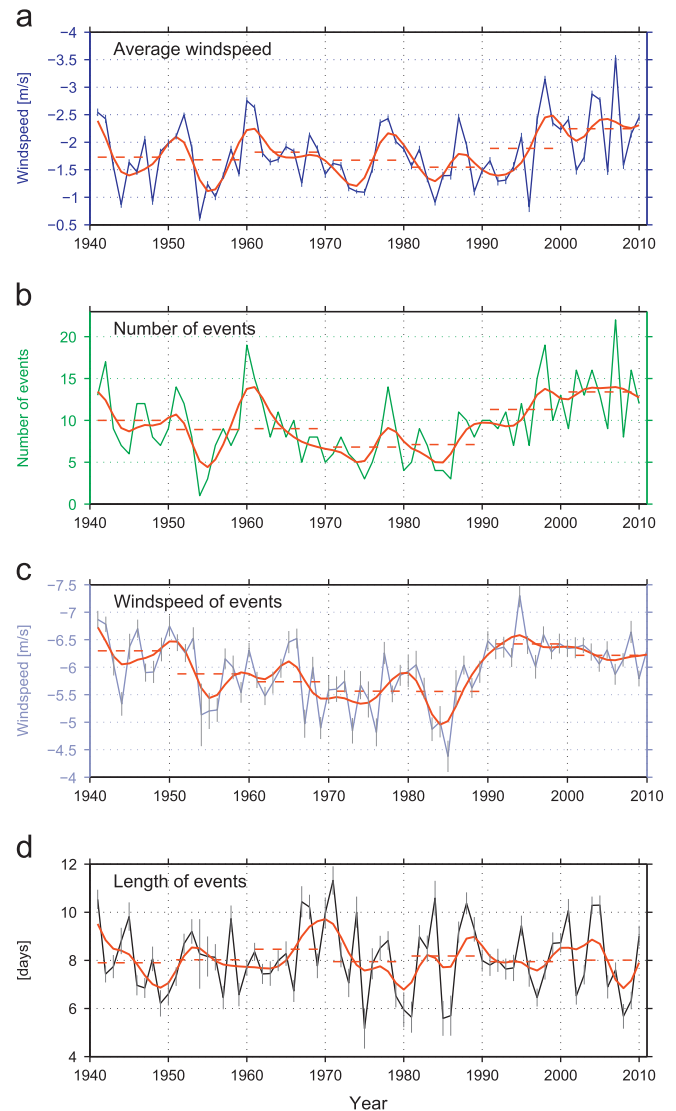 a
Average windspeed
Windspeed [m/s]
−4
−3.5
−3
−2.5
−2
−1.5
−1
−0.5
1940 1950 1960 1970 1980 1990 2000 2010
b
Number of events
Number of events
20
15
10
5
0
1940 1950 1960 1970 1980 1990 2000 2010
c
Windspeed of events
Windspeed [m/s]
−7.5
−7
−6.5
−6
−5.5
−5
−4.5
−4
1940 1950 1960 1970 1980 1990 2000 2010
d
Length of events
[days]
12
10
8
6
4
1940 1950 1960 1970 1980 1990 2000 2010
Year